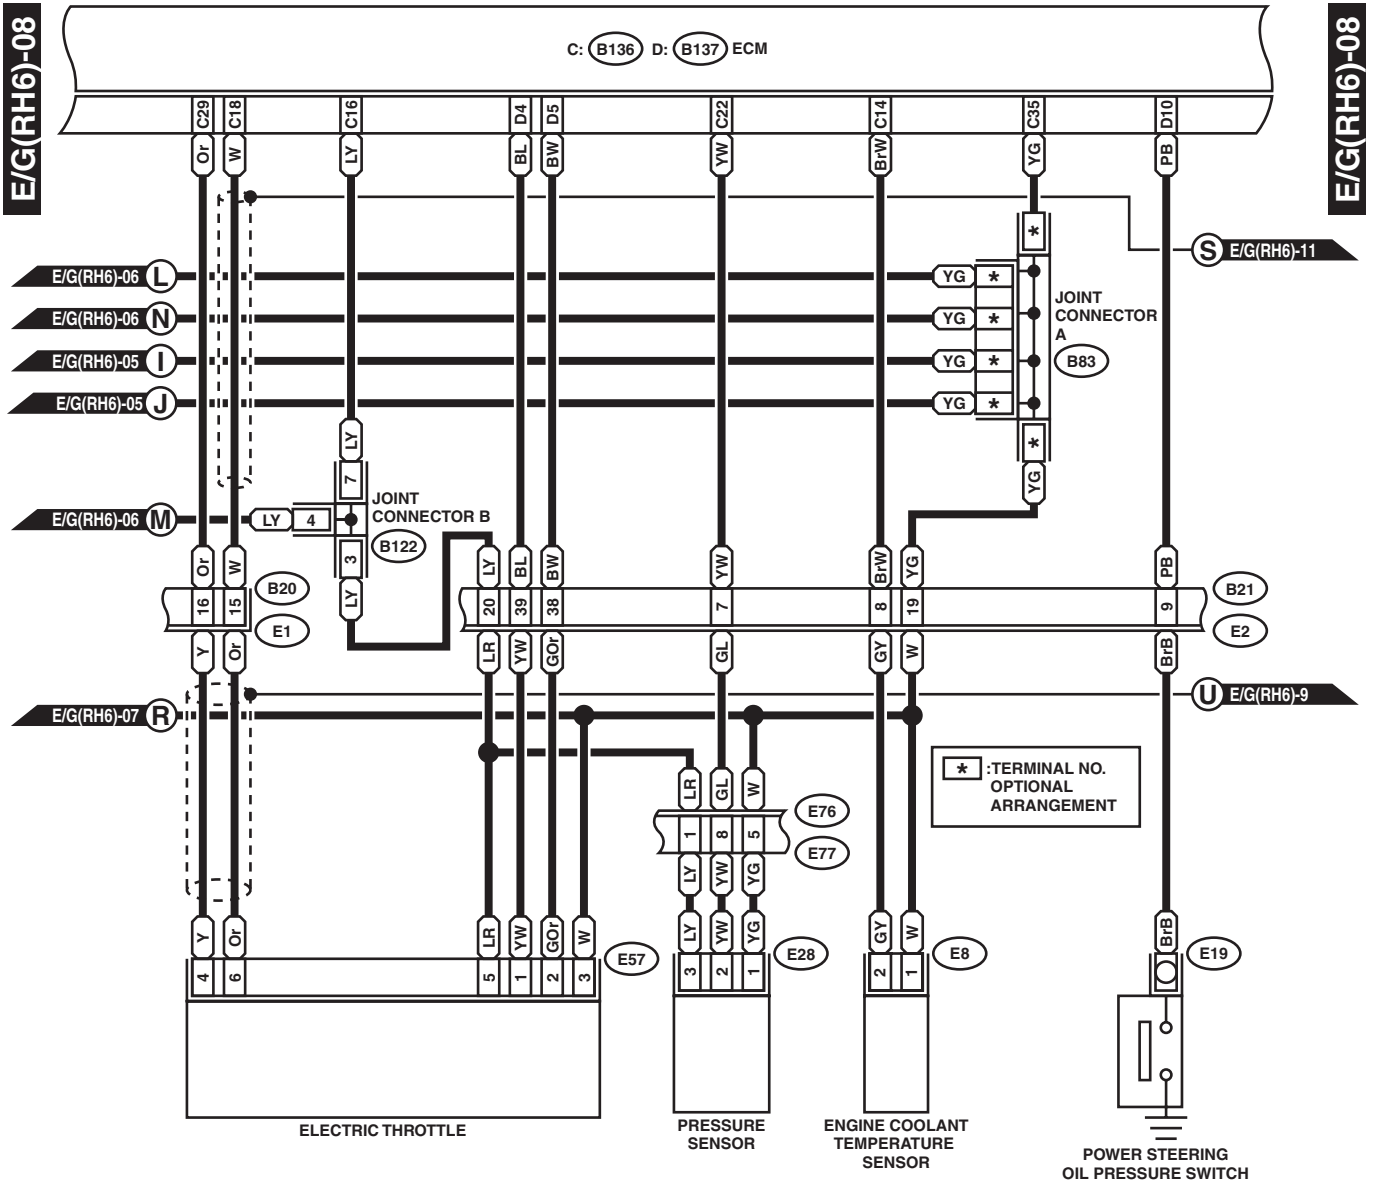 E/G(RH6)-08
E/G(RH6)-08
C: B136 D: B137 ECM
C29 C18 C16 D4 D5 C22 C14 C35 D10
Or W LY BL BW YW BrW YG PB
*
S E/G(RH6)-11
E/G(RH6)-06 L YG *
E/G(RH6)-06 N YG *
E/G(RH6)-05 I YG *
E/G(RH6)-05 J YG *
JOINT
CONNECTOR
A
B83
LY *
7 YG
JOINT
CONNECTOR B
E/G(RH6)-06 M LY 4
B122
3
LY
Or W LY BL BW YW BrW YG PB
B20 B21
16 15 20 39 38 7 8 19 9
E1 E2
Y Or LR YW GOr GL GY W BrB
U E/G(RH6)-9
E/G(RH6)-07 R
* :TERMINAL NO.
OPTIONAL
ARRANGEMENT
LR GL W
E76
1 8 5
E77
LY YW YG
Y Or LR YW GOr W LY YW YG GY W BrB
E57 E28 E8 E19
4 6 5 1 2 3 3 2 1 2 1
ELECTRIC THROTTLE
PRESSURE
SENSOR
ENGINE COOLANT
TEMPERATURE
SENSOR
POWER STEERING
OIL PRESSURE SWITCH